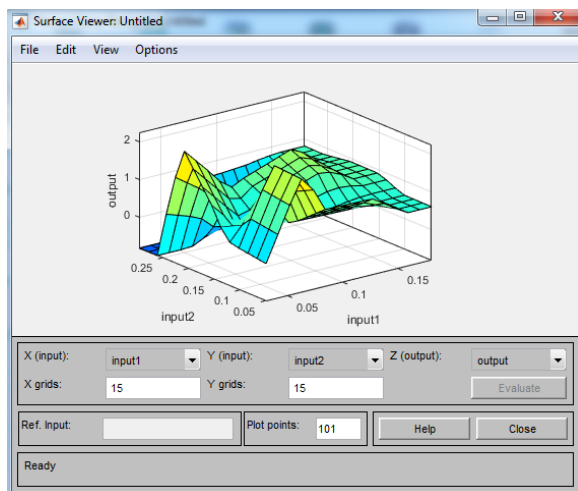 Surface Viewer: Untitled
File Edit View Options
2
1
0
output
0.25
0.2
0.15
0.1
0.05
input2
0.05
0.1
0.15
input1
X (input): input1 Y (input): input2 Z (output): output
X grids: 15 Y grids: 15 Evaluate
Ref. Input: Plot points: 101 Help Close
Ready